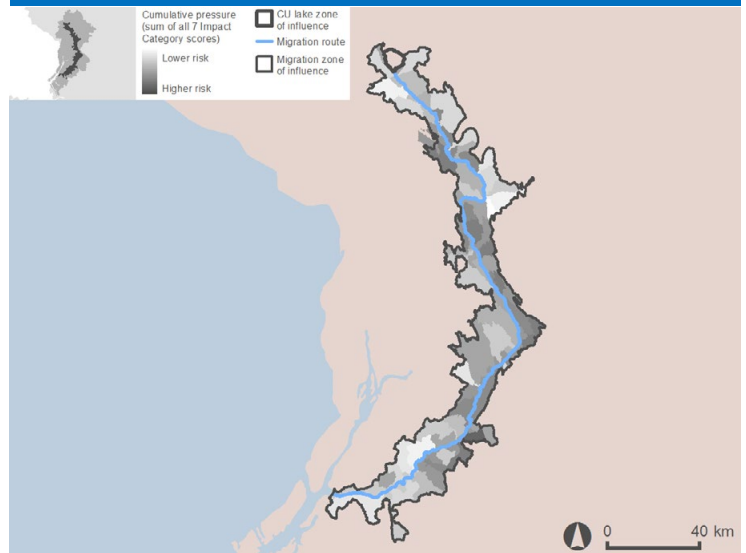 Cumulative pressure
(sum of all 7 Impact
Category scores)
Lower risk
Higher risk
CU lake zone
of influence
Migration route
Migration zone
of influence
0 40 km